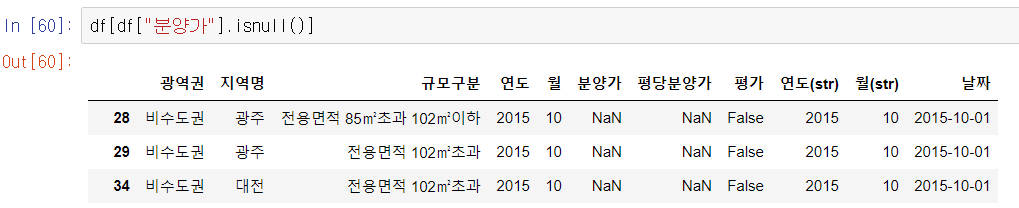 In [60]: df[df["분양가"].isnull()]
Out[60]:
광역권 지역명 규모구분 연도 월 분양가 평당분양가 평가 연도(str) 월(str) 날짜
28 비수도권 광주 전용면적 85㎡초과 102㎡이하 2015 10 NaN NaN False 2015 10 2015-10-01
29 비수도권 광주 전용면적 102㎡초과 2015 10 NaN NaN False 2015 10 2015-10-01
34 비수도권 대전 전용면적 102㎡초과 2015 10 NaN NaN False 2015 10 2015-10-01